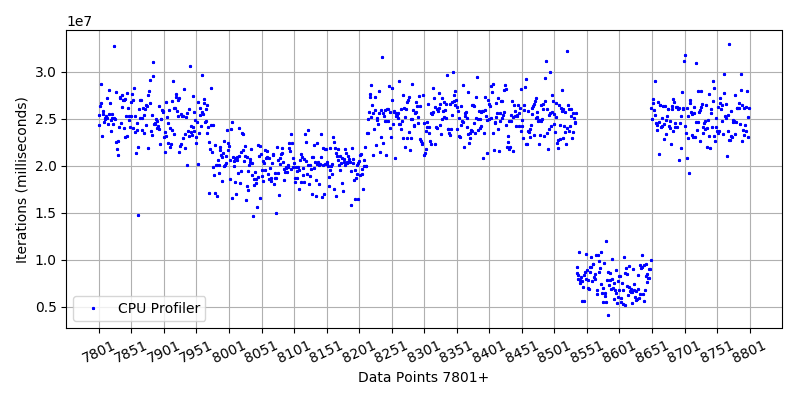 1e7
3.0
2.5
2.0
1.5
1.0
0.5
Iterations (milliseconds)
CPU Profiler
7801 7851 7901 7951 8001 8051 8101 8151 8201 8251 8301 8351 8401 8451 8501 8551 8601 8651 8701 8751 8801
Data Points 7801+